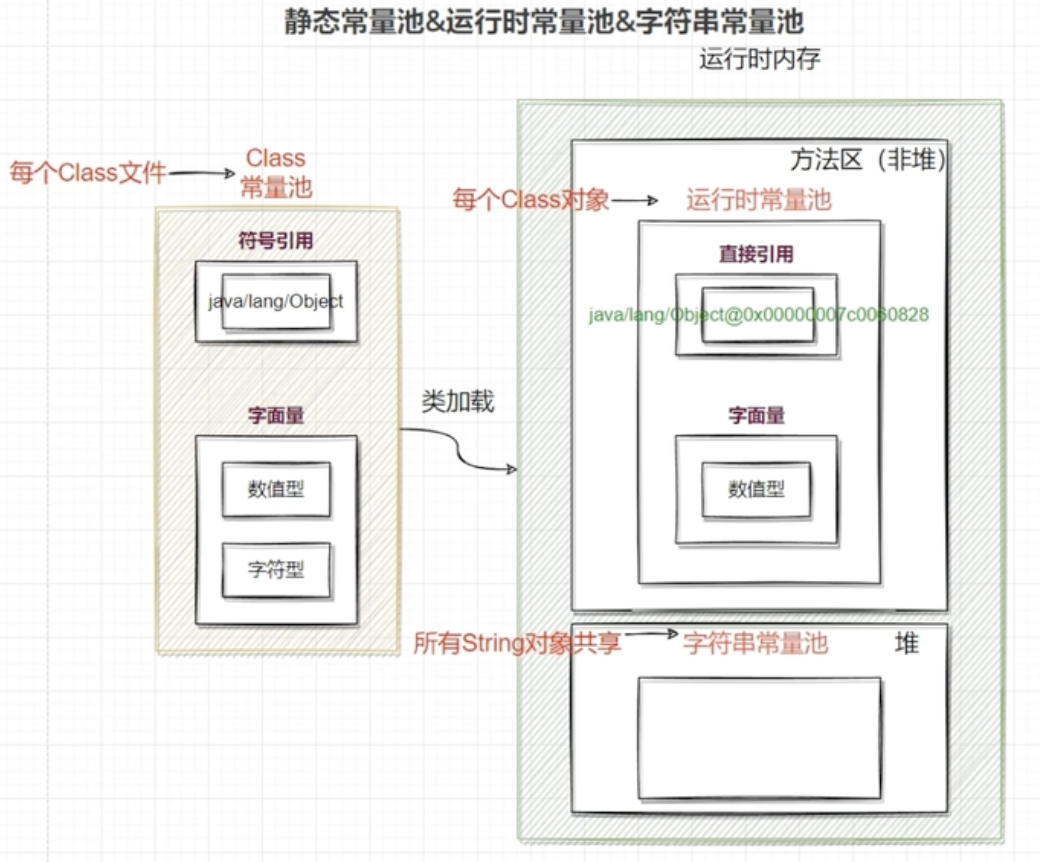 静态常量池&运行时常量池&字符串常量池
运行时内存
每个Class文件
Class
常量池
符号引用
java/lang/Object
字面量
数值型
字符型
类加载
方法区（非堆）
每个Class对象
运行时常量池
直接引用
java/lang/Object@0x00000007c0060828
字面量
数值型
所有String对象共享
字符串常量池
堆